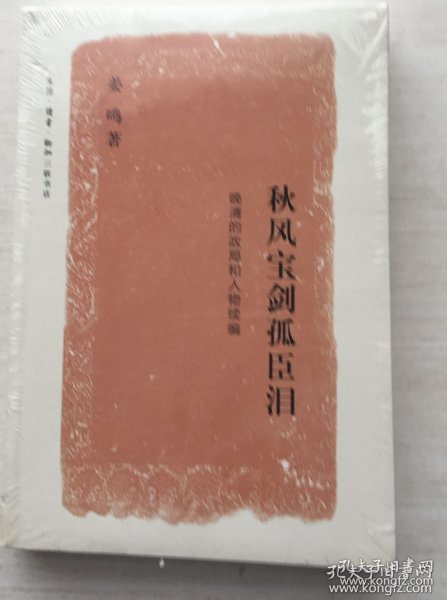 秋风宝剑孤臣泪
晚清的政局和人物续编
姜鸣著
生活·读书·新知三联书店
孔夫子旧书网
book.kongfz.com